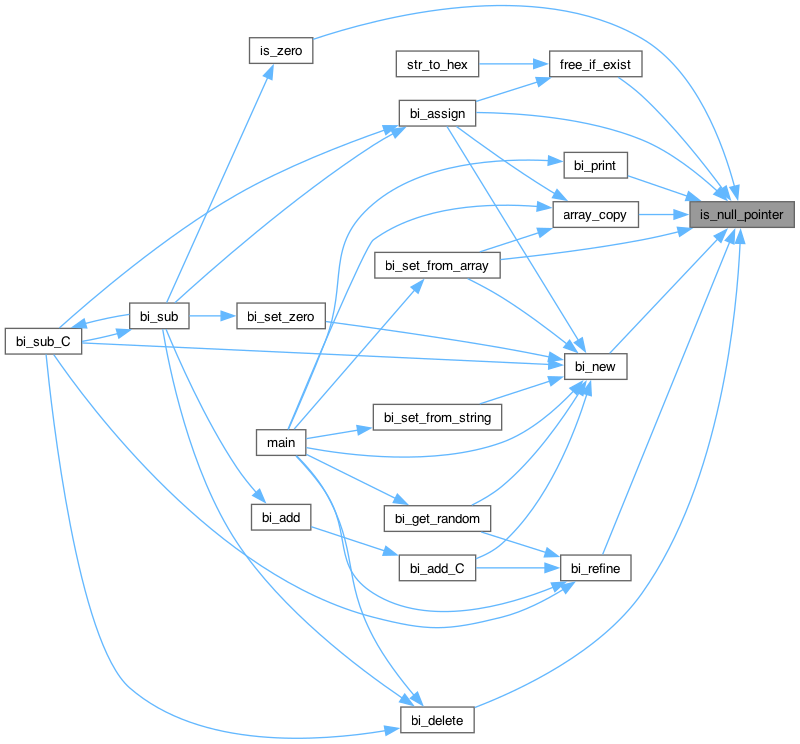 is_zero
str_to_hex
free_if_exist
bi_assign
bi_print
array_copy
is_null_pointer
bi_set_from_array
bi_sub
bi_set_zero
bi_sub_C
bi_new
bi_set_from_string
main
bi_add
bi_get_random
bi_add_C
bi_refine
bi_delete